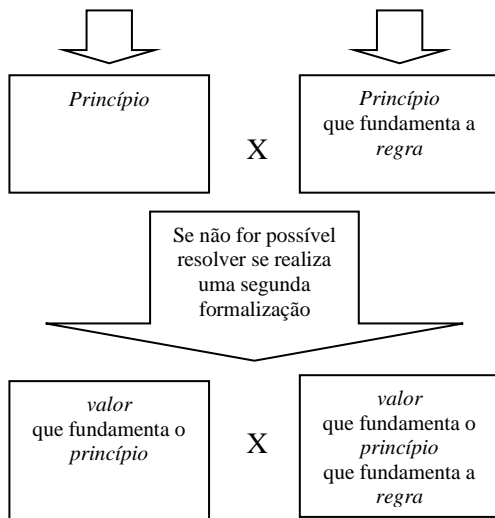 Princípio
X
Princípio
que fundamenta a
regra
Se não for possível
resolver se realiza
uma segunda
formalização
valor
que fundamenta o
princípio
X
valor
que fundamenta o
princípio
que fundamenta a
regra